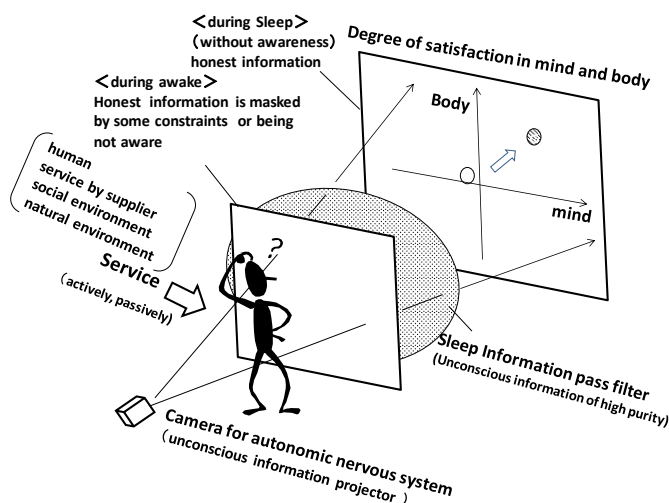 <during Sleep>
(without awareness)
honest information
Degree of satisfaction in mind and body
<during awake>
Honest information is masked
by some constraints or being
not aware
Body
mind
human
service by supplier
social environment
natural environment
Service
(actively, passively)
?
Sleep Information pass filter
(Unconscious information of high purity)
Camera for autonomic nervous system
(unconscious information projector)